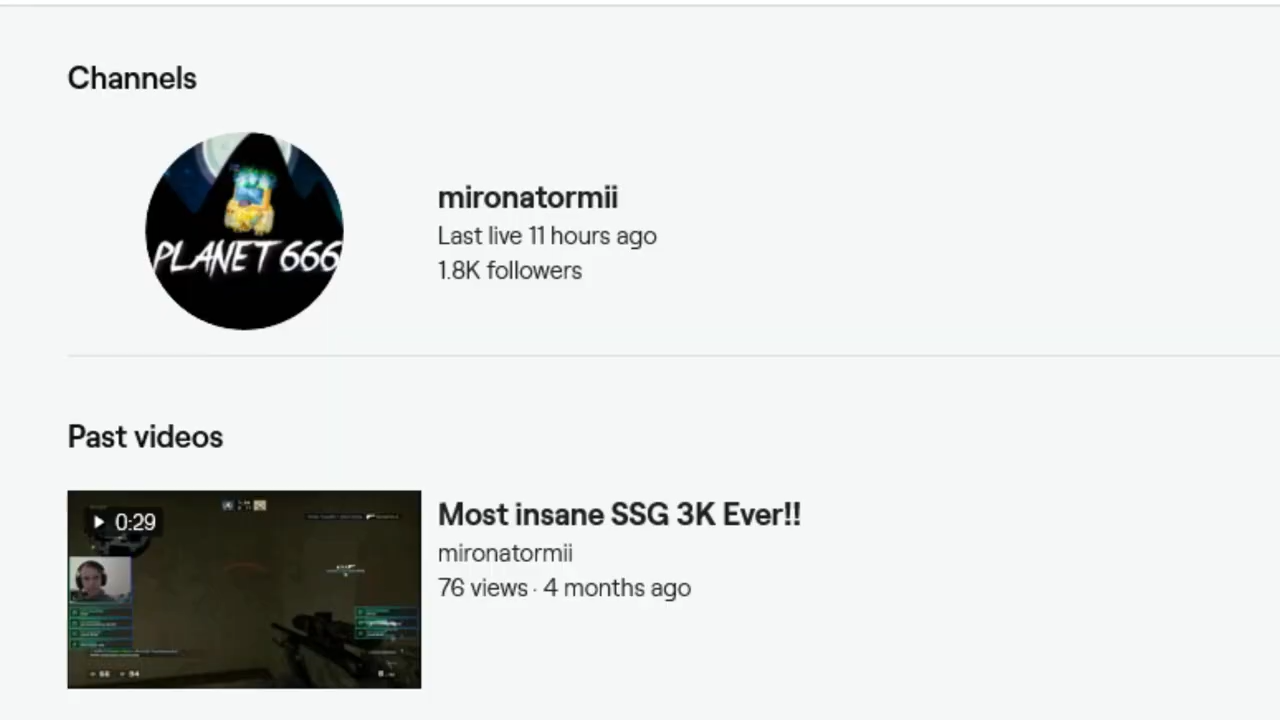 Channels
PLANET 666
mironatormii
Last live 11 hours ago
1.8K followers
Past videos
0:29
Most insane SSG 3K Ever!!
mironatormii
76 views · 4 months ago